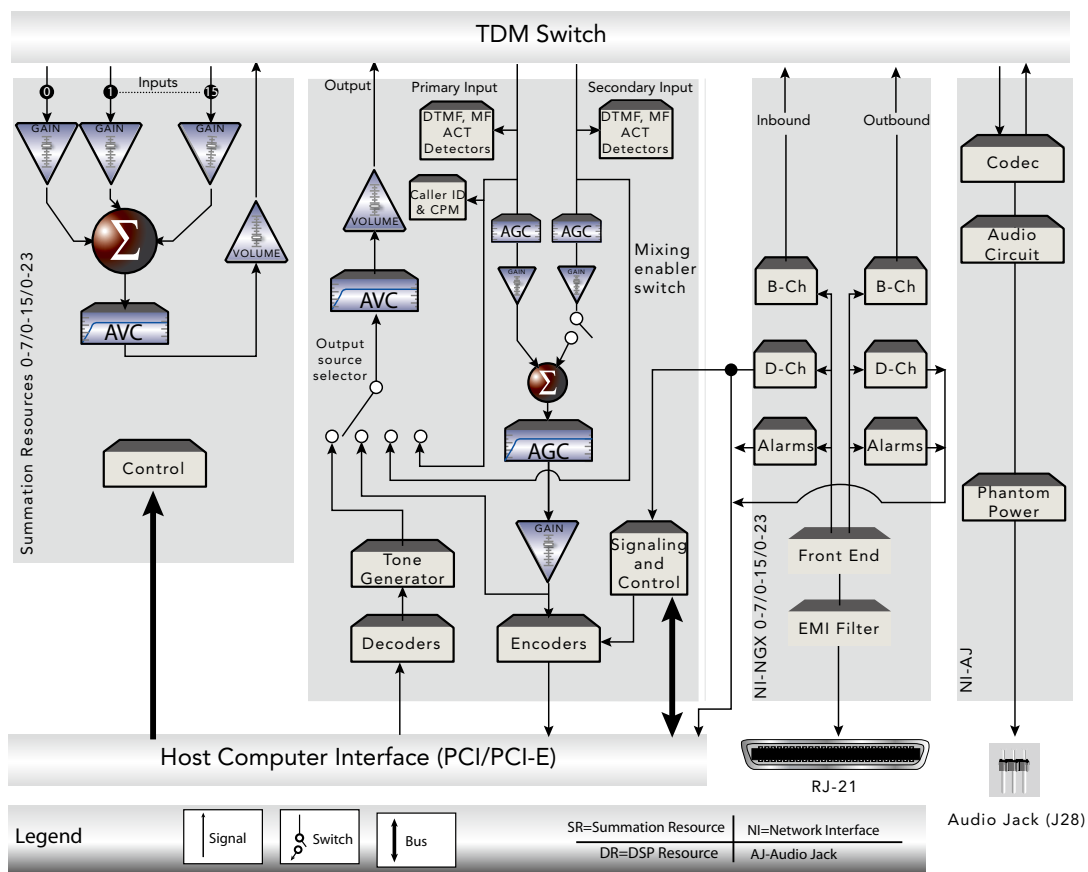 TDM Switch
Inputs
0
1
15
GAIN
GAIN
GAIN
Σ
AVC
VOLUME
Control
Summation Resources 0-7/0-15/0-23
Output
Primary Input
Secondary Input
DTMF, MF
ACT
Detectors
DTMF, MF
ACT
Detectors
Caller ID
& CPM
VOLUME
AGC
AGC
GAIN
GAIN
Mixing
enabler
switch
AVC
Output
source
selector
Σ
AGC
GAIN
Tone
Generator
Signaling
and
Control
Decoders
Encoders
Inbound
Outbound
B-Ch
B-Ch
D-Ch
D-Ch
Alarms
Alarms
Front End
EMI Filter
NI-NGX 0-7/0-15/0-23
RJ-21
Codec
Audio
Circuit
Phantom
Power
NI-AJ
Audio Jack (J28)
Host Computer Interface (PCI/PCI-E)
Legend
Signal
Switch
Bus
SR=Summation Resource
NI=Network Interface
DR=DSP Resource
AJ-Audio Jack